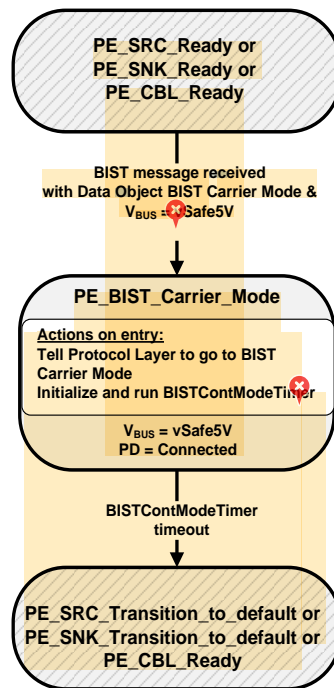 PE_SRC_Ready or
PE_SNK_Ready or
PE_CBL_Ready
BIST message received
with Data Object BIST Carrier Mode &
VBUS = vSafe5V
PE_BIST_Carrier_Mode
Actions on entry:
Tell Protocol Layer to go to BIST
Carrier Mode
Initialize and run BISTContModeTimer
VBUS = vSafe5V
PD = Connected
BISTContModeTimer
timeout
PE_SRC_Transition_to_default or
PE_SNK_Transition_to_default or
PE_CBL_Ready